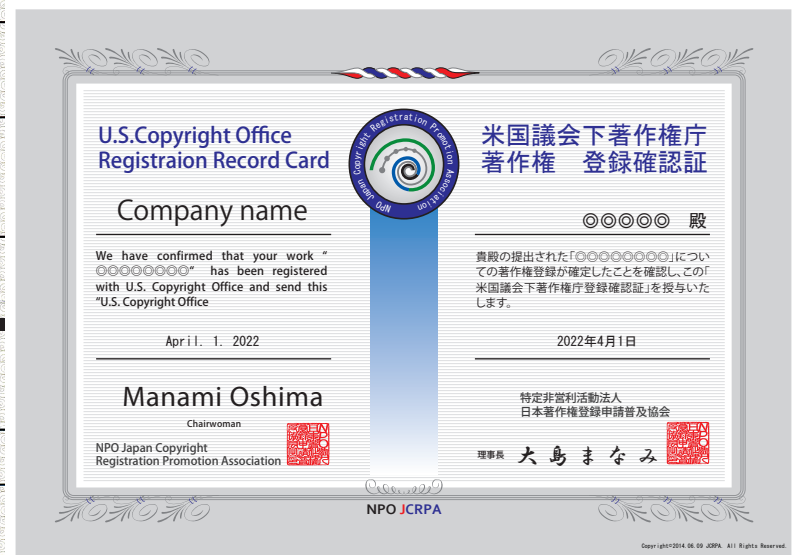 NPO Japan Copyright Registration Promotion Association
U.S.Copyright Office
Registraion Record Card
Company name
We have confirmed that your work “
◎◎◎◎◎◎◎◎” has been registered
with U.S. Copyright Office and send this
“U.S. Copyright Office
April. 1. 2022
Manami Oshima
Chairwoman
NPO Japan Copyright
Registration Promotion Association
米国議会下著作権庁
著作権　登録確認証
◎◎◎◎◎　殿
貴殿の提出された「◎◎◎◎◎◎◎◎」につい
ての著作権登録が確定したことを確認し、この「
米国議会下著作権庁登録確認証」を授与いた
します。
2022年4月1日
特定非営利活動法人
日本著作権登録申請普及協会
理事長　大島まなみ
NPO JCRPA
Copyright©2014.06.09 JCRPA. All Rights Reserved.